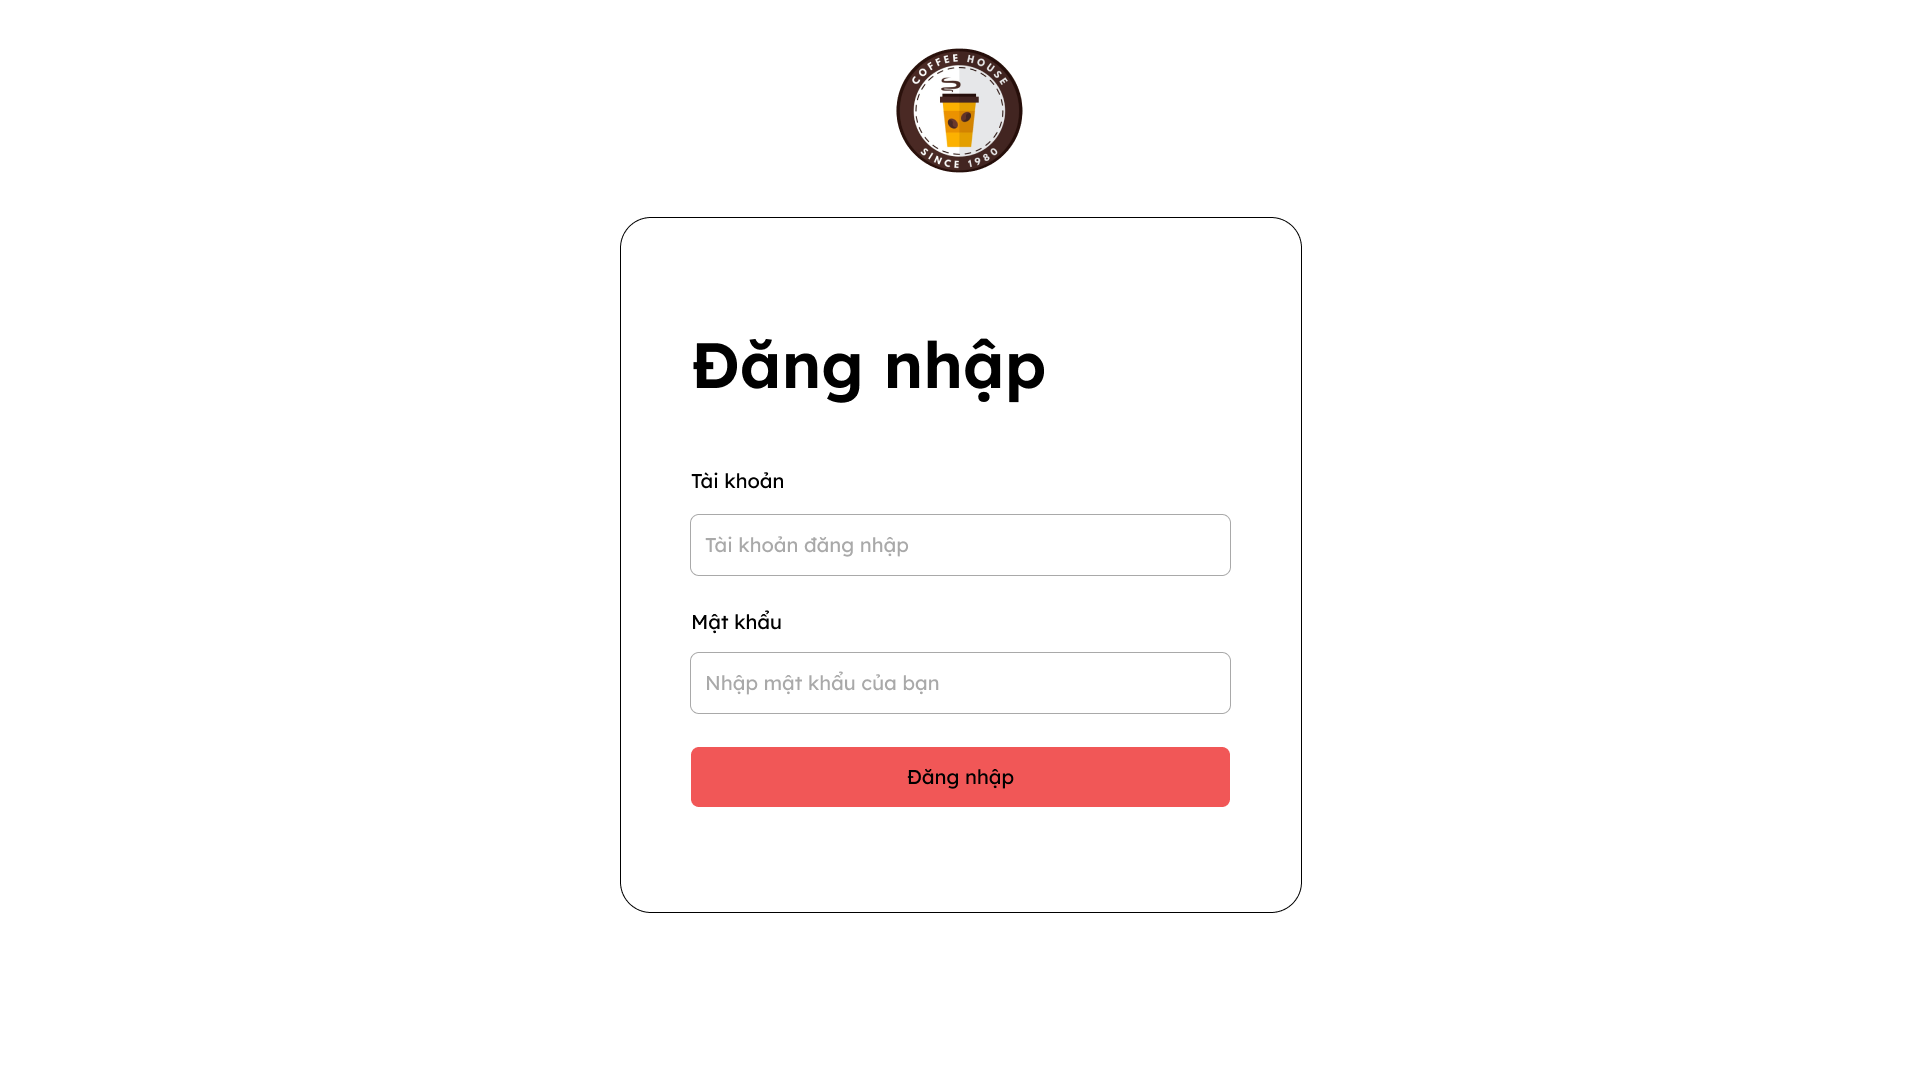 COFFEE HOUSE
SINCE 1980
Đăng nhập
Tài khoản
Tài khoản đăng nhập
Mật khẩu
Nhập mật khẩu của bạn
Đăng nhập